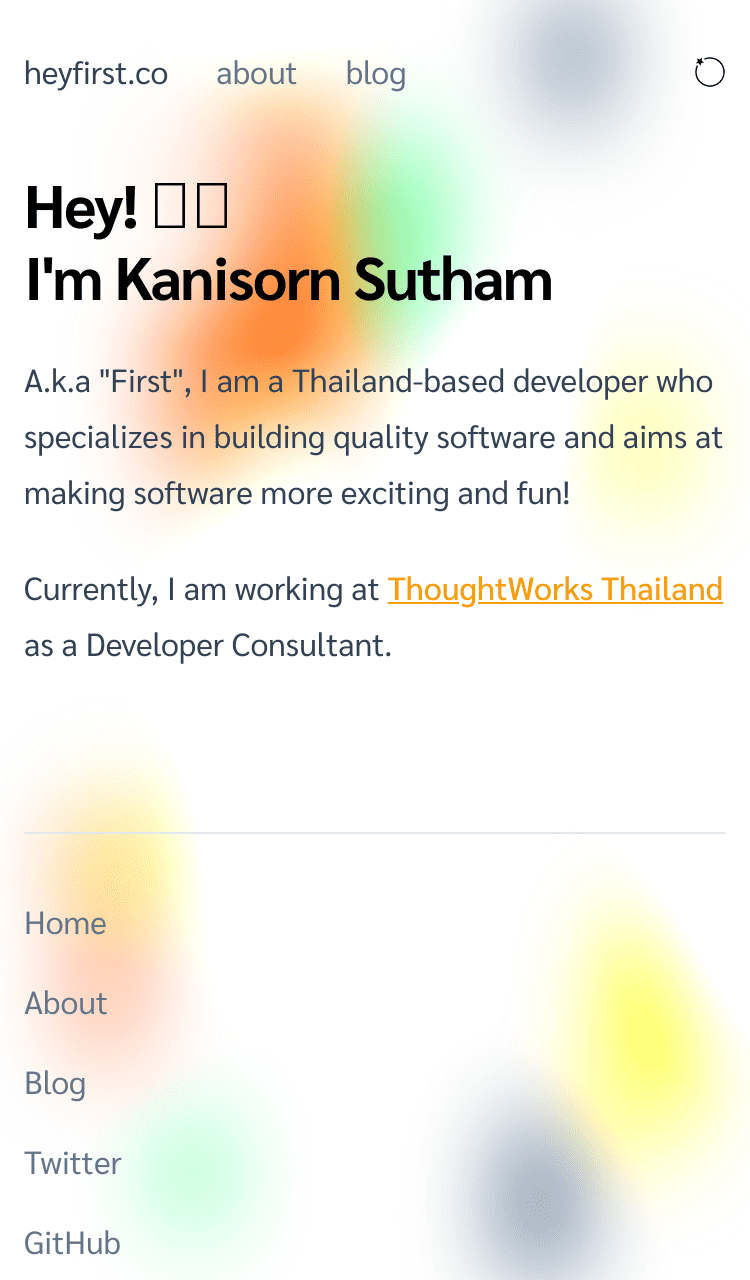 heyfirst.co about blog
Hey!
I'm Kanisorn Sutham
A.k.a "First", I am a Thailand-based developer who
specializes in building quality software and aims at
making software more exciting and fun!
Currently, I am working at ThoughtWorks Thailand
as a Developer Consultant.
Home
About
Blog
Twitter
GitHub